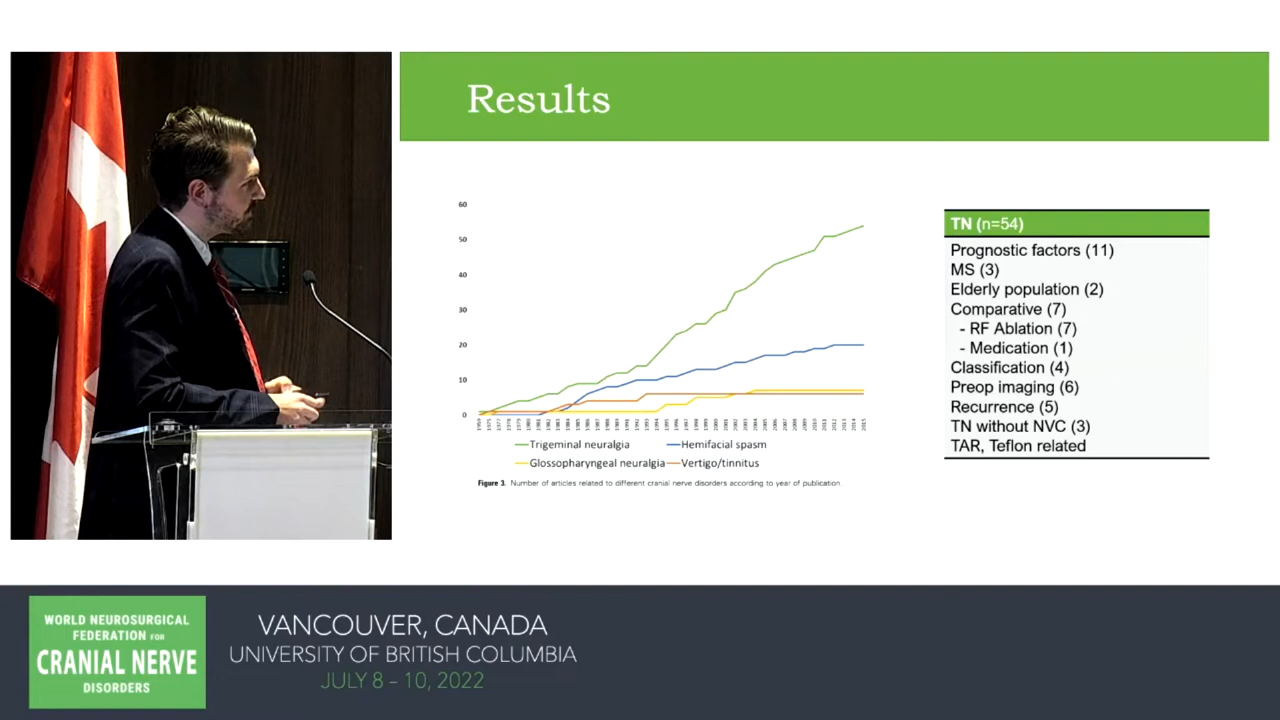 Results
60
50
40
30
20
10
0
Trigeminal neuralgia
Hemifacial spasm
Glossopharyngeal neuralgia
Vertigo/tinnitus
Figure 3. Number of articles related to different cranial nerve disorders according to year of publication.
TN (n=54)
Prognostic factors (11)
MS (3)
Elderly population (2)
Comparative (7)
- RF Ablation (7)
- Medication (1)
Classification (4)
Preop imaging (6)
Recurrence (5)
TN without NVC (3)
TAR, Teflon related
WORLD NEUROSURGICAL
FEDERATION FOR
CRANIAL NERVE
DISORDERS
VANCOUVER, CANADA
UNIVERSITY OF BRITISH COLUMBIA
JULY 8 – 10, 2022